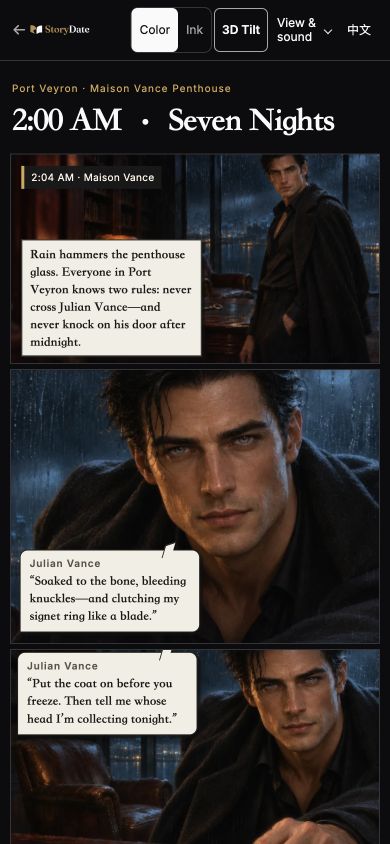 StoryDate
Color
Ink
3D Tilt
View &
sound
中文
Port Veyron · Maison Vance Penthouse
2:00 AM • Seven Nights
2:04 AM · Maison Vance
Rain hammers the penthouse
glass. Everyone in Port
Veyron knows two rules: never
cross Julian Vance—and
never knock on his door after
midnight.
Julian Vance
“Soaked to the bone, bleeding
knuckles—and clutching my
signet ring like a blade.”
Julian Vance
“Put the coat on before you
freeze. Then tell me whose
head I’m collecting tonight.”